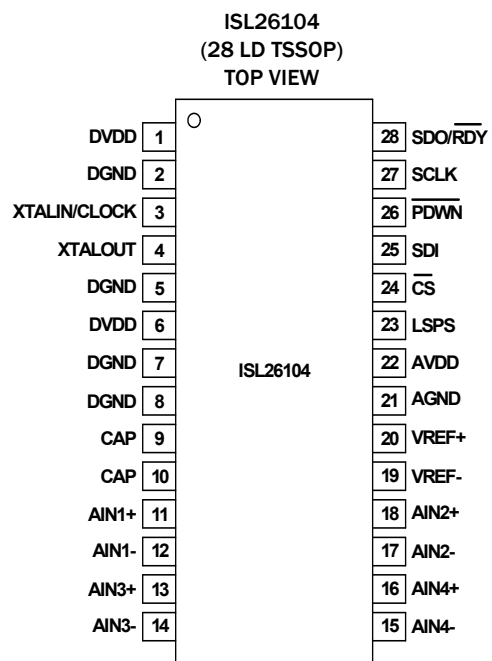 ISL26104
(28 LD TSSOP)
TOP VIEW
DVDD 1 28 SDO/RDY
DGND 2 27 SCLK
XTALIN/CLOCK 3 26 PDWN
XTALOUT 4 25 SDI
DGND 5 24 CS
DVDD 6 23 LSPS
DGND 7 22 AVDD
ISL26104
DGND 8 21 AGND
CAP 9 20 VREF+
CAP 10 19 VREF-
AIN1+ 11 18 AIN2+
AIN1- 12 17 AIN2-
AIN3+ 13 16 AIN4+
AIN3- 14 15 AIN4-